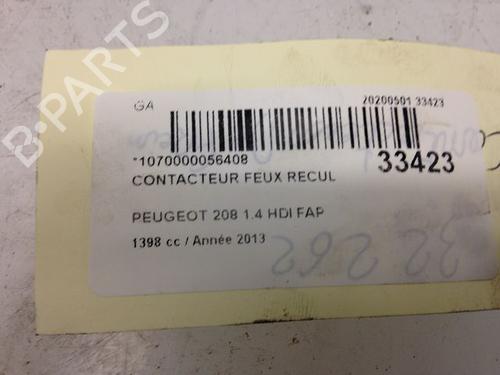 B-PARTS
GA
20200501 33423
*1070000056408
33423
CONTACTEUR FEUX RECUL
PEUGEOT 208 1.4 HDI FAP
1398 cc / Année 2013